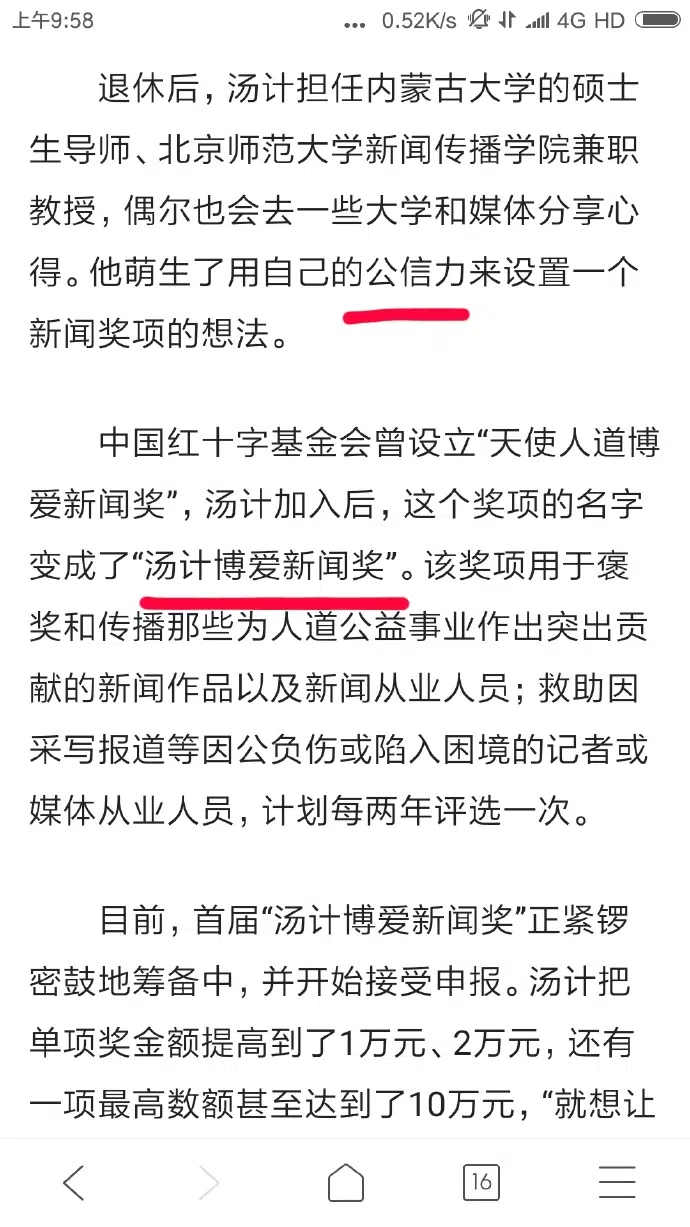 上午9:58
... 0.52K/s 4G HD
退休后，汤计担任内蒙古大学的硕士
生导师、北京师范大学新闻传播学院兼职
教授，偶尔也会去一些大学和媒体分享心
得。他萌生了用自己的公信力来设置一个
新闻奖项的想法。
中国红十字基金会曾设立“天使人道博
爱新闻奖”，汤计加入后，这个奖项的名字
变成了“汤计博爱新闻奖”。该奖项用于褒
奖和传播那些为人道公益事业作出突出贡
献的新闻作品以及新闻从业人员；救助因
采写报道等因公负伤或陷入困境的记者或
媒体从业人员，计划每两年评选一次。
目前，首届“汤计博爱新闻奖”正紧锣
密鼓地筹备中，并开始接受申报。汤计把
单项奖金额提高到了1万元、2万元，还有
一项最高数额甚至达到了10万元，“就想让
16